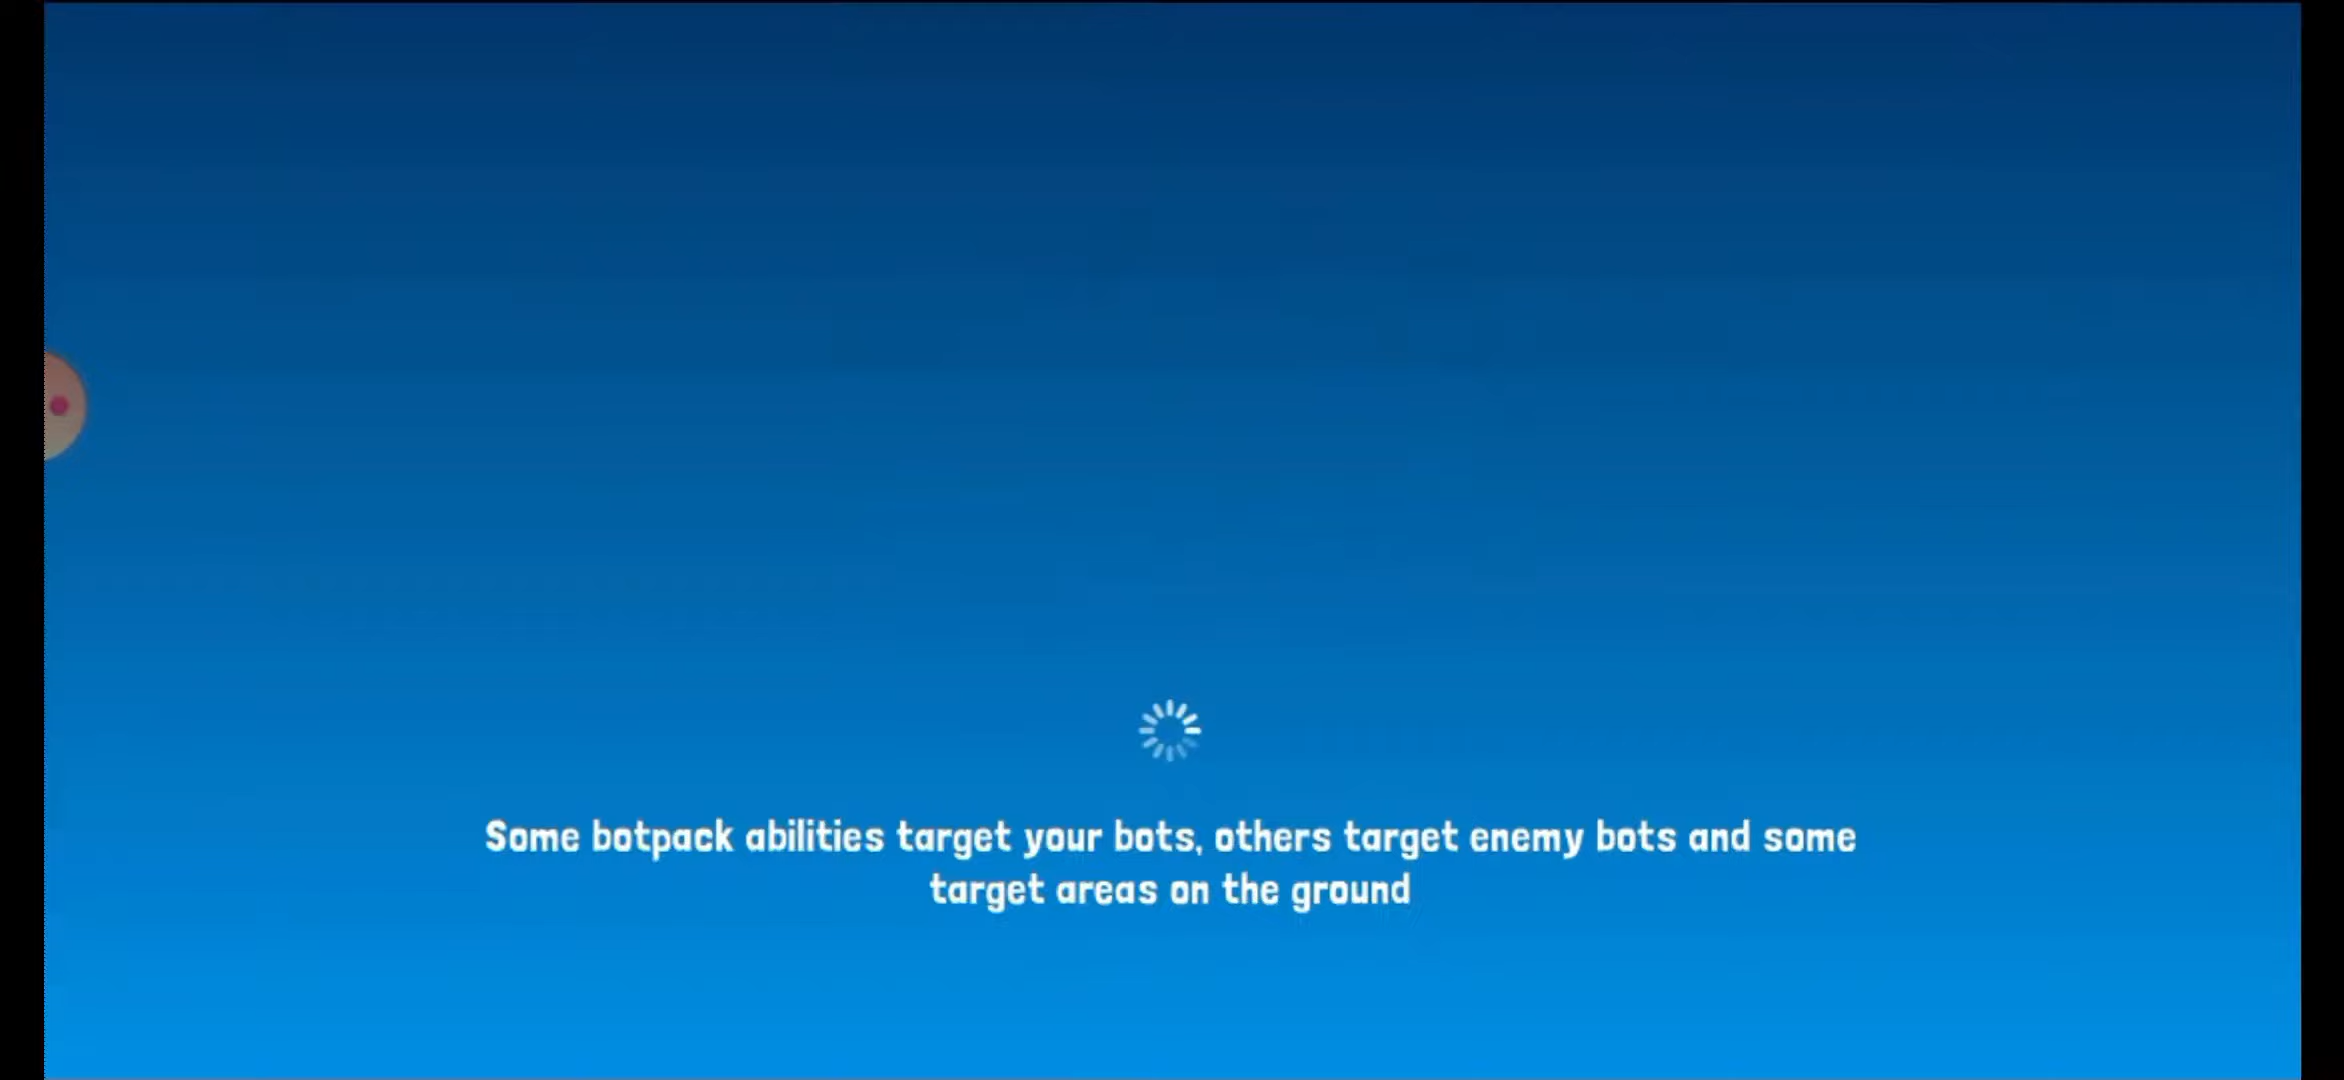 Some botpack abilities target your bots, others target enemy bots and some
target areas on the ground